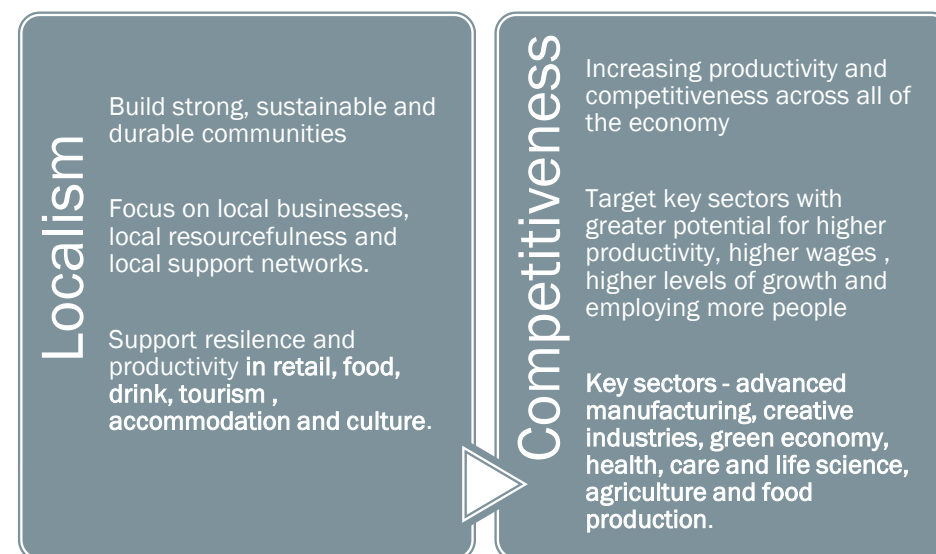 Localism
Build strong, sustainable and
durable communities
Focus on local businesses,
local resourcefulness and
local support networks.
Support resilence and
productivity in retail, food,
drink, tourism ,
accommodation and culture.
Competitiveness
Increasing productivity and
competitiveness across all of
the economy
Target key sectors with
greater potential for higher
productivity, higher wages ,
higher levels of growth and
employing more people
Key sectors - advanced
manufacturing, creative
industries, green economy,
health, care and life science,
agriculture and food
production.